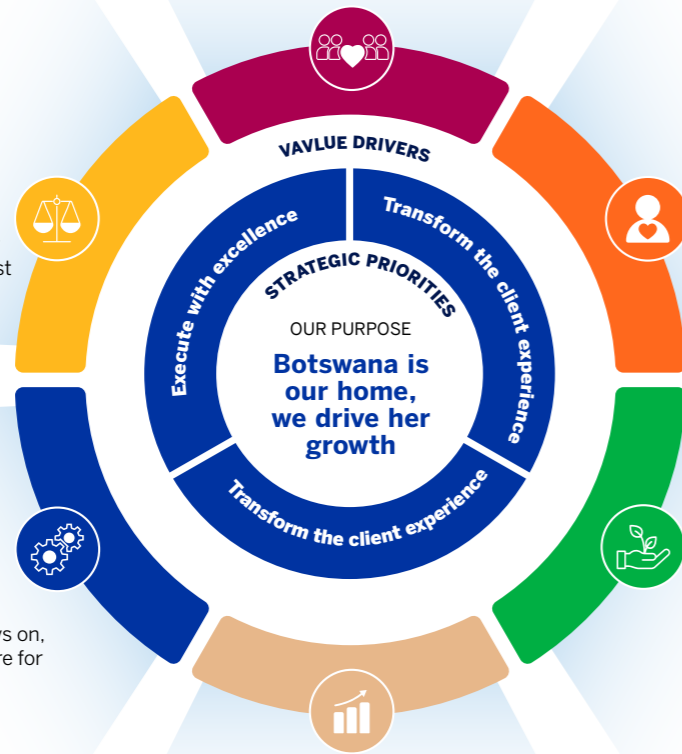 VAVLUE DRIVERS
Execute with excellence
Transform the client experience
STRATEGIC PRIORITIES
OUR PURPOSE
Botswana is
our home,
we drive her
growth
Transform the client experience
st
vs on,
re for